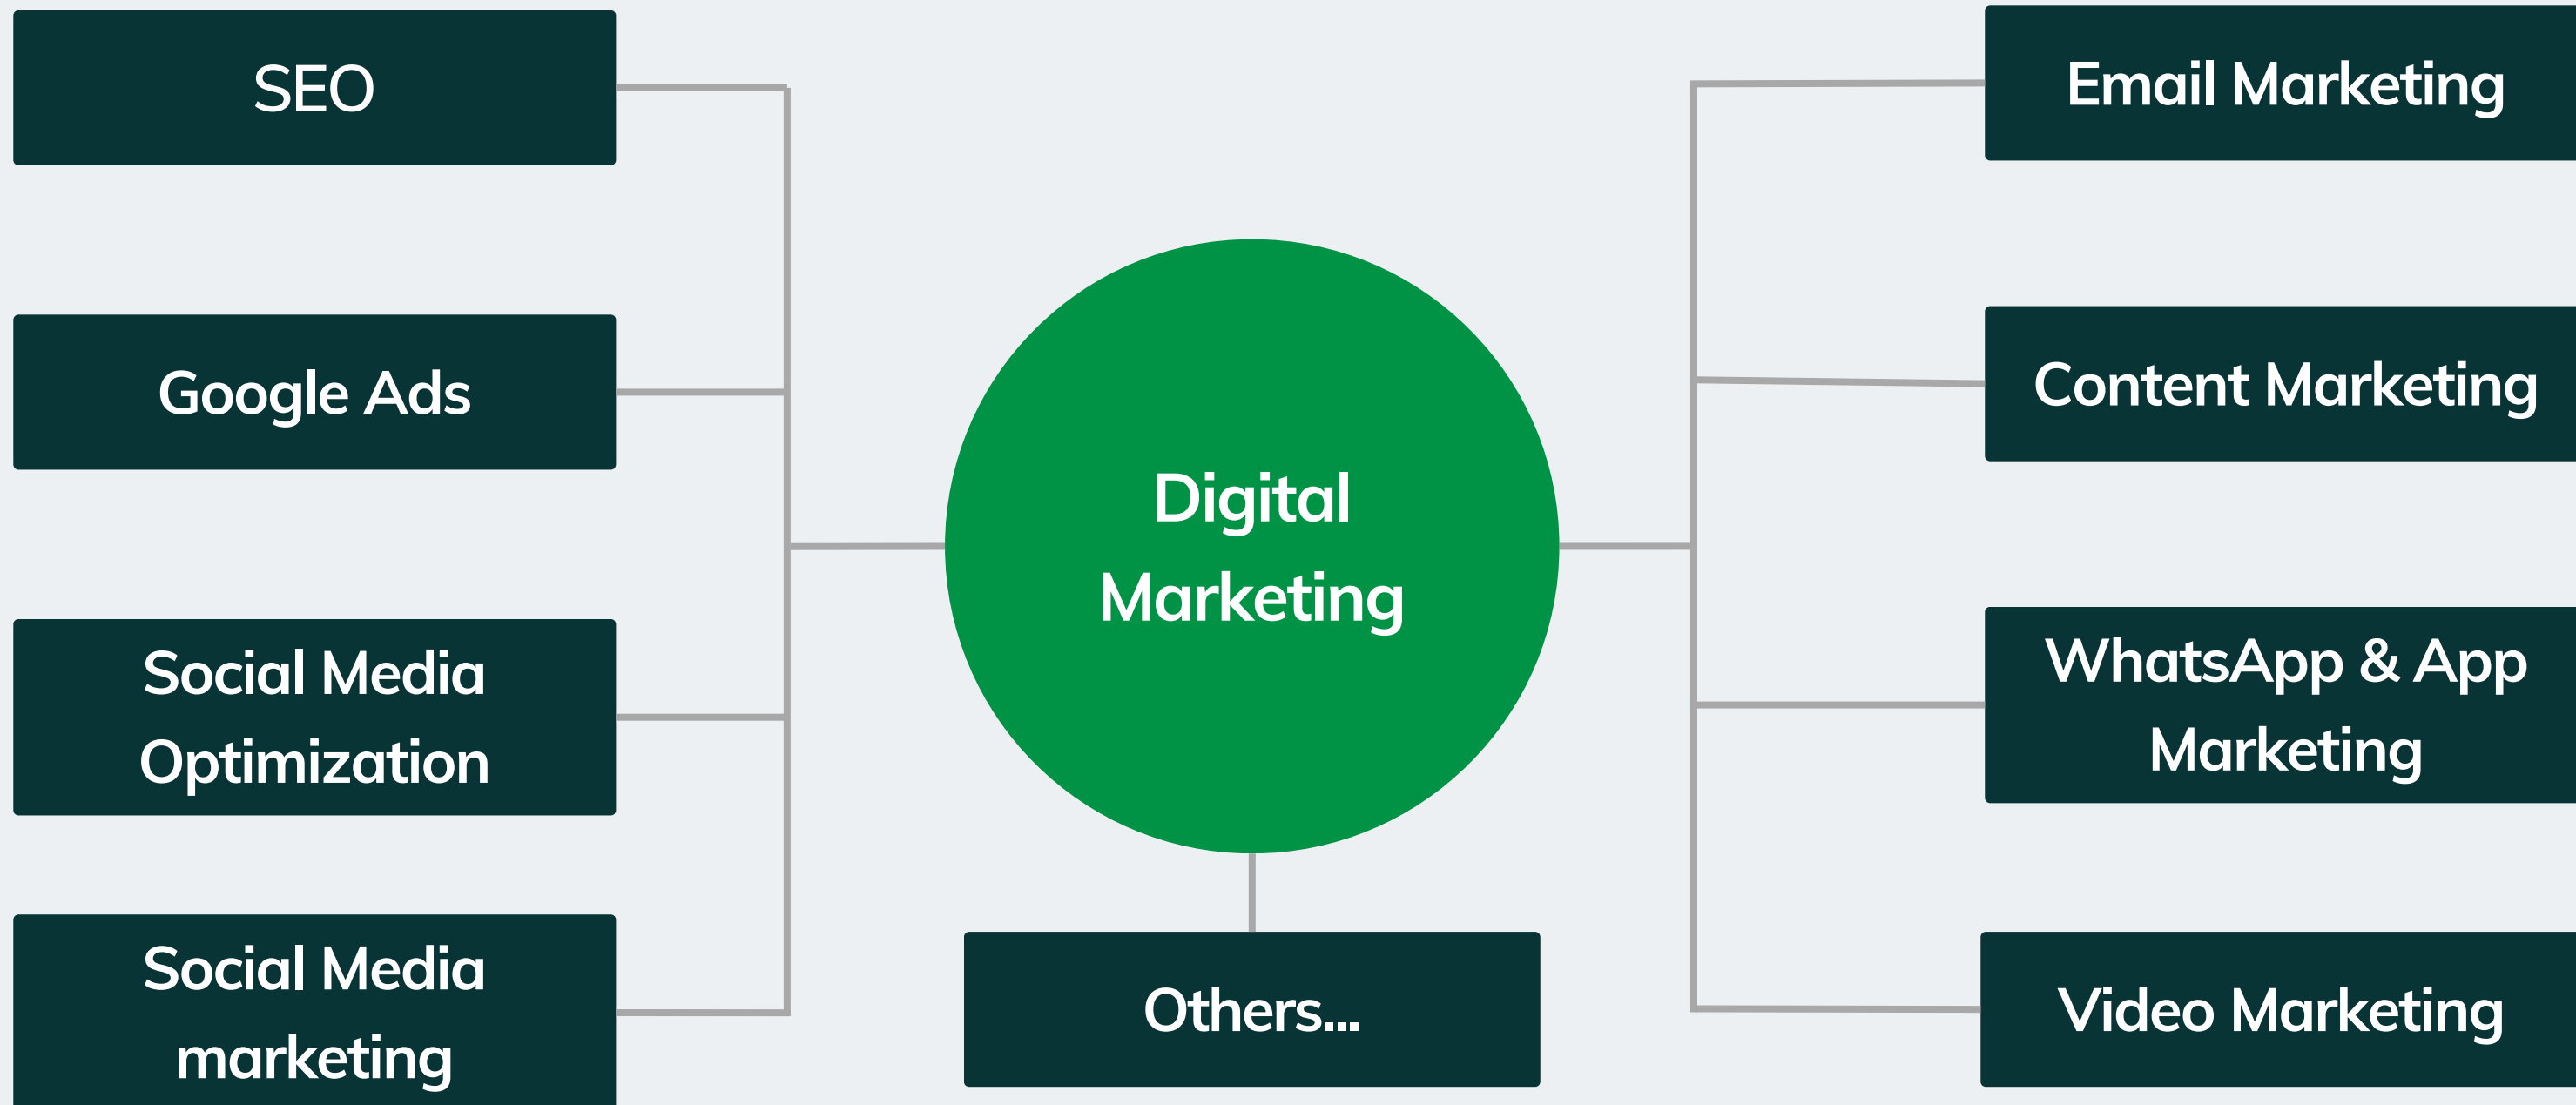 SEO
Google Ads
Social Media
Optimization
Social Media
marketing
Digital
Marketing
Others...
Email Marketing
Content Marketing
WhatsApp & App
Marketing
Video Marketing